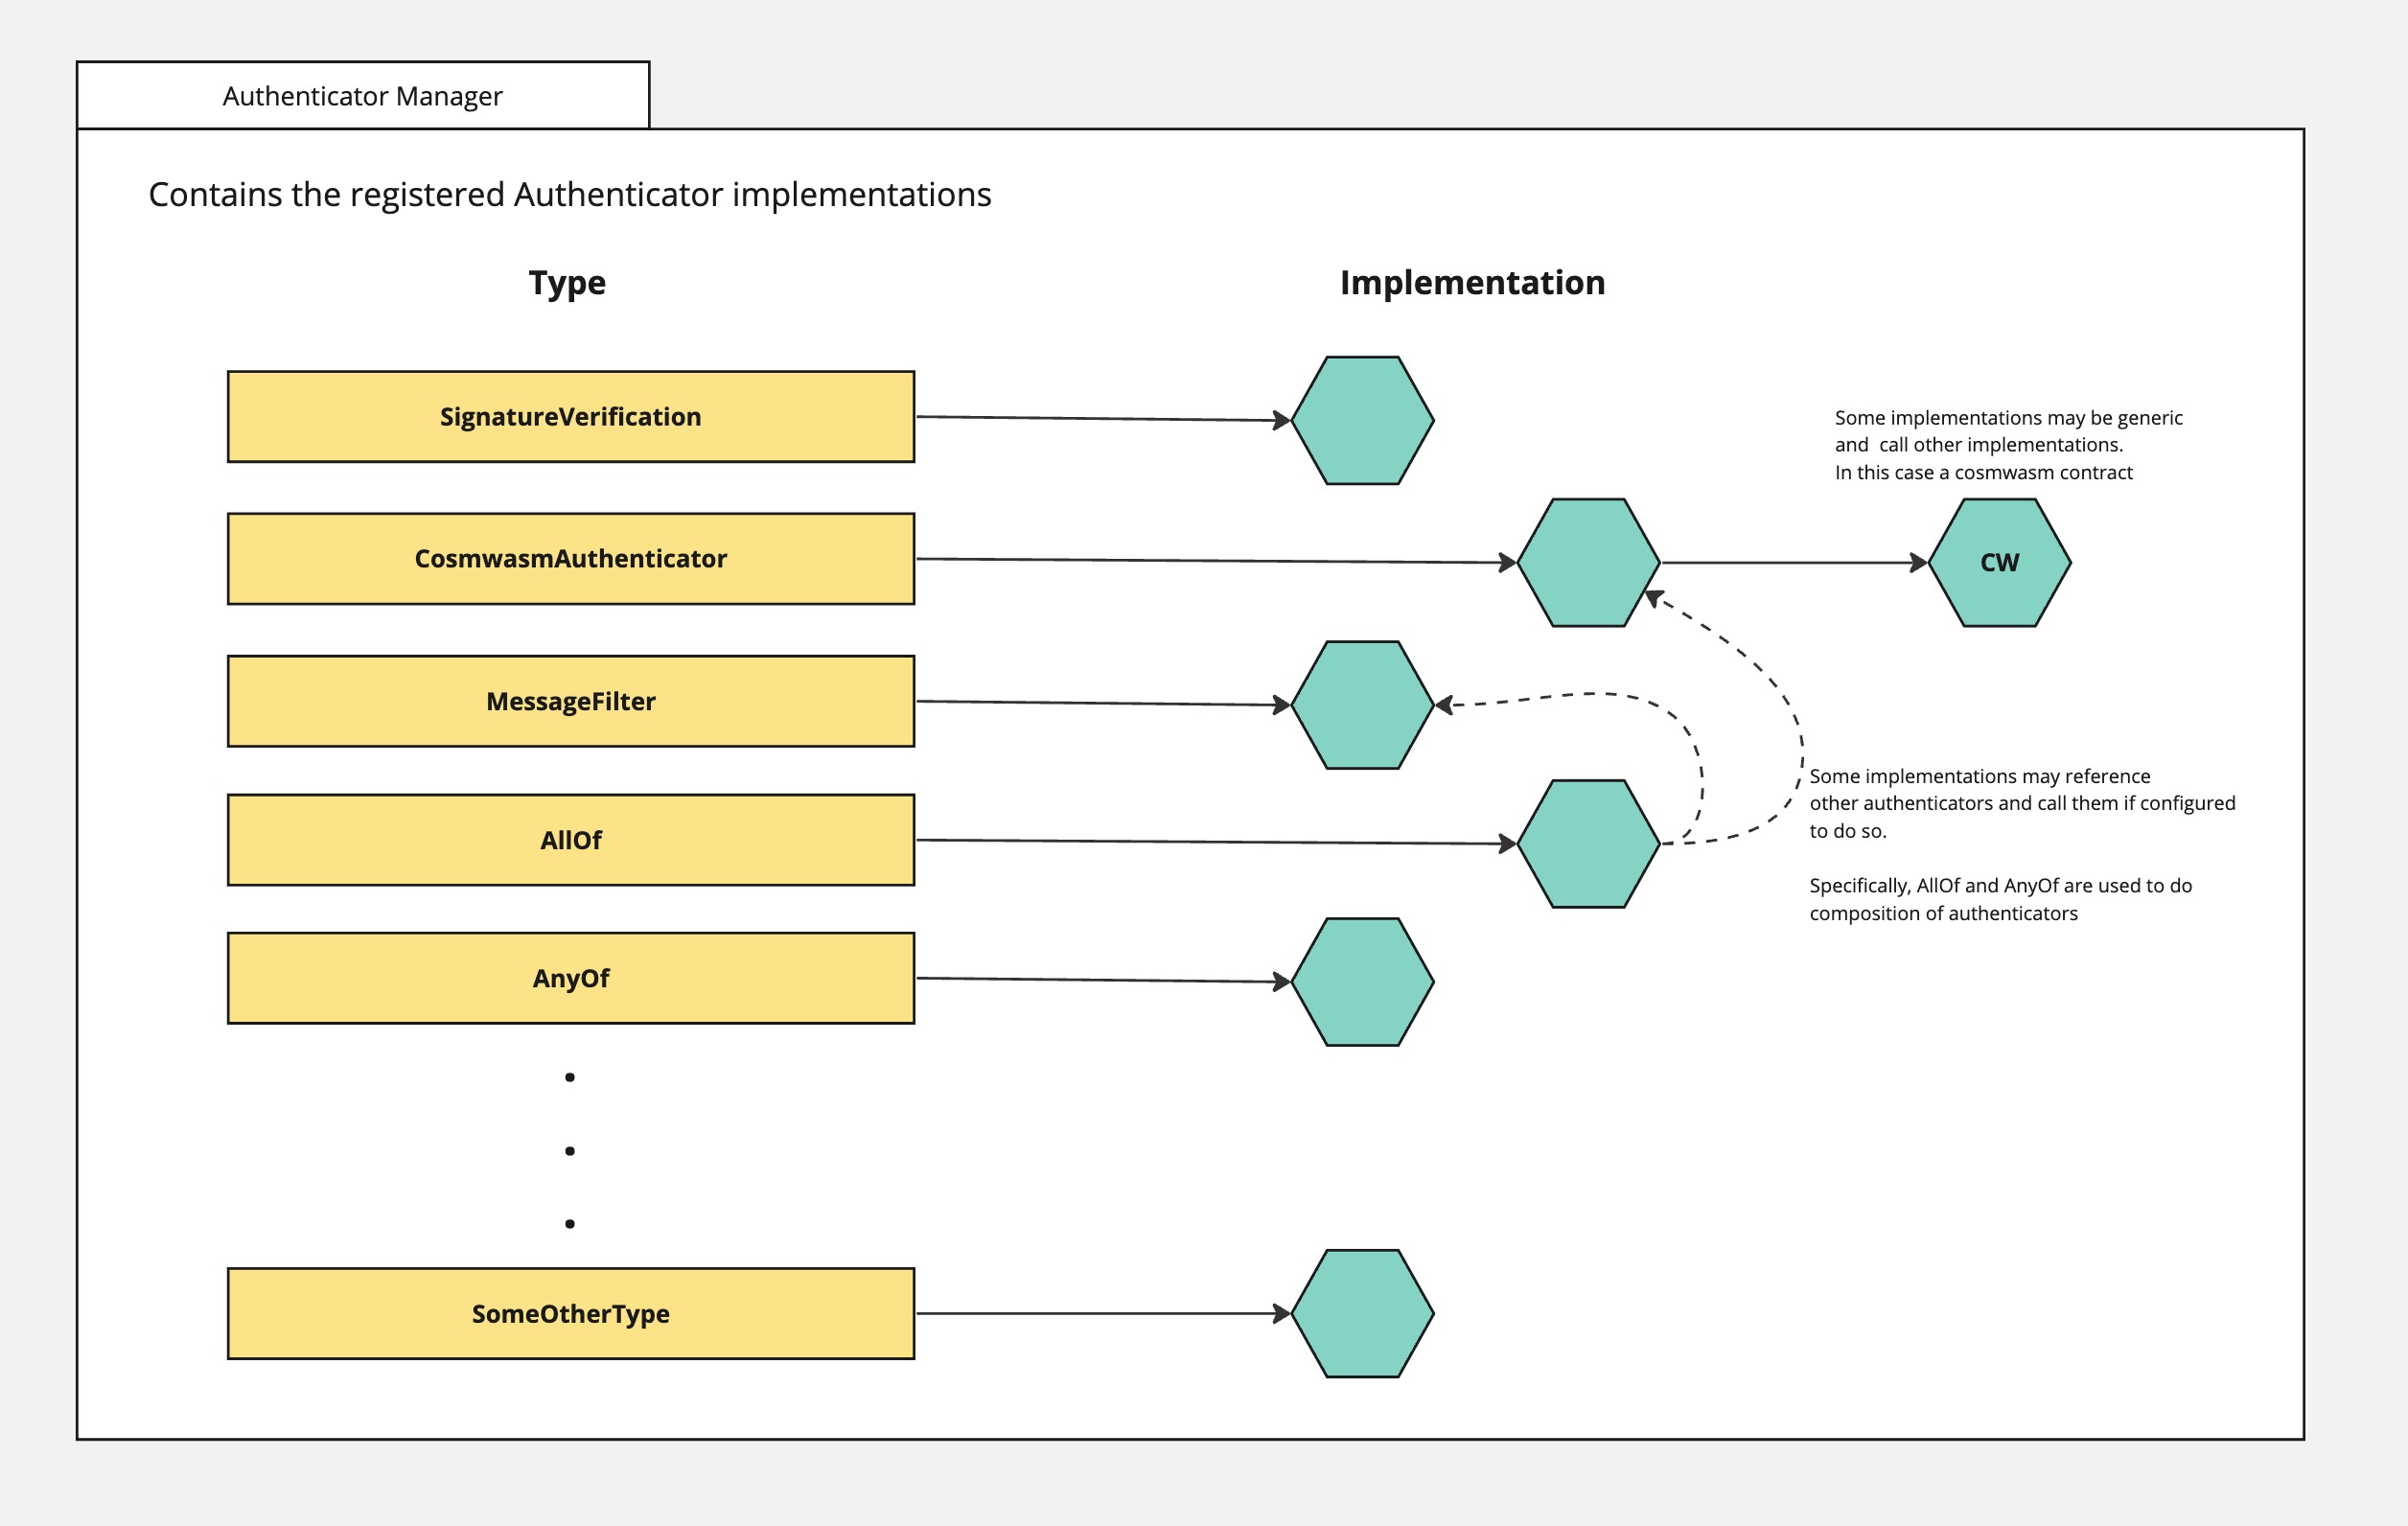 Authenticator Manager
Contains the registered Authenticator implementations
Type
Implementation
SignatureVerification
Some implementations may be generic
and  call other implementations.
In this case a cosmwasm contract
CosmwasmAuthenticator
CW
MessageFilter
AllOf
Some implementations may reference
other authenticators and call them if configured
to do so.
Specifically, AllOf and AnyOf are used to do
composition of authenticators
AnyOf
SomeOtherType